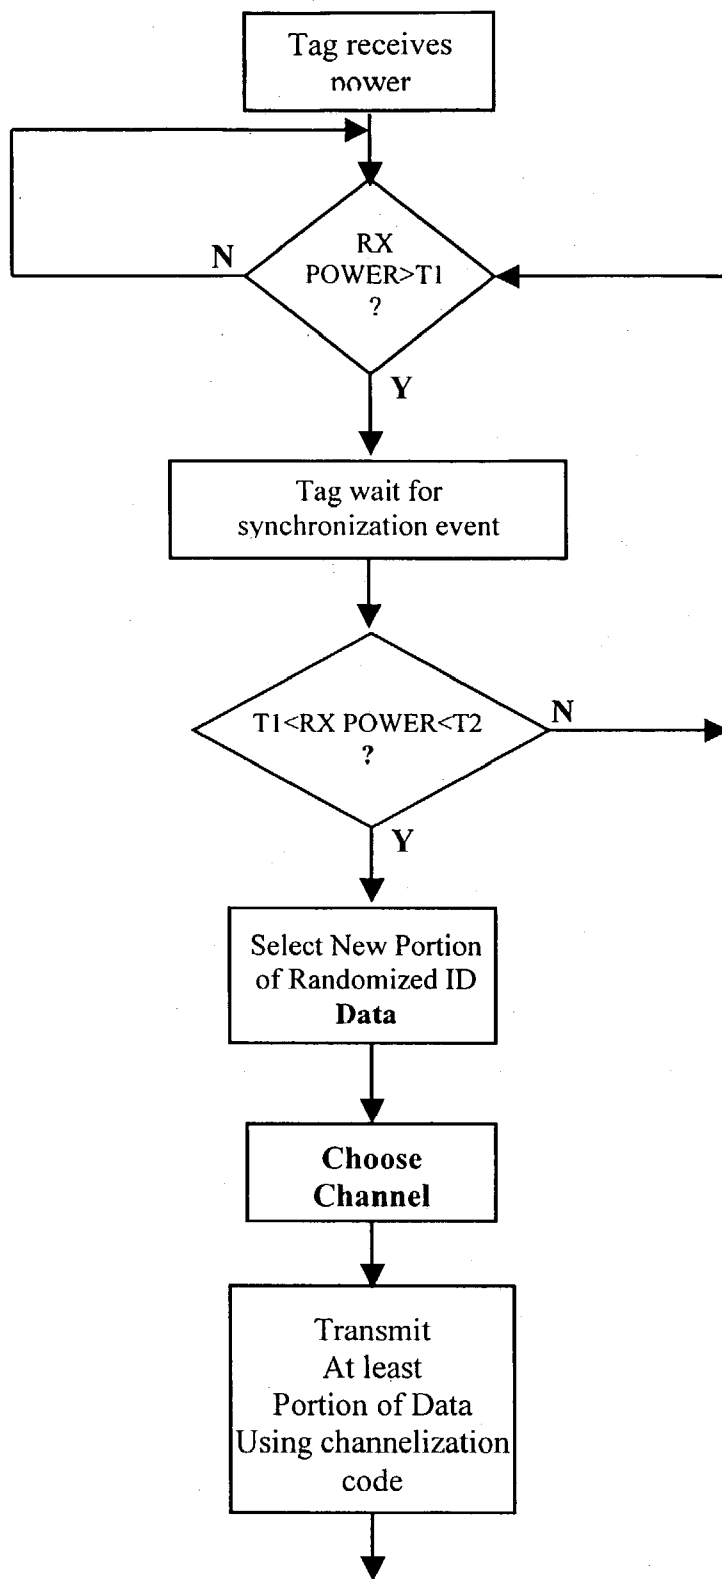 Tag receives
power
RX
POWER>T1
?
N
Y
Tag wait for
synchronization event
T1<RX POWER<T2
?
N
Y
Select New Portion
of Randomized ID
Data
Choose
Channel
Transmit
At least
Portion of Data
Using channelization
code